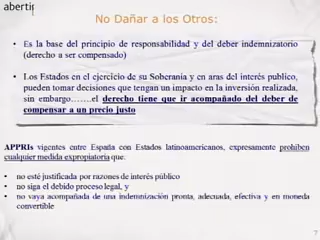 abertis
No Dañar a los Otros:
• Es la base del principio de responsabilidad y del deber indemnizatorio
(derecho a ser compensado)
• Los Estados en el ejercicio de su Soberanía y en aras del interés publico,
pueden tomar decisiones que tengan un impacto en la inversión realizada,
sin embargo…….el derecho tiene que ir acompañado del deber de
compensar a un precio justo
APPRIs vigentes entre España con Estados latinoamericanos, expresamente prohíben
cualquier medida expropiatoria que.
• no esté justificada por razones de interés público
• no siga el debido proceso legal, y
• no vaya acompañada de una indemnización pronta, adecuada, efectiva y en moneda
convertible
7